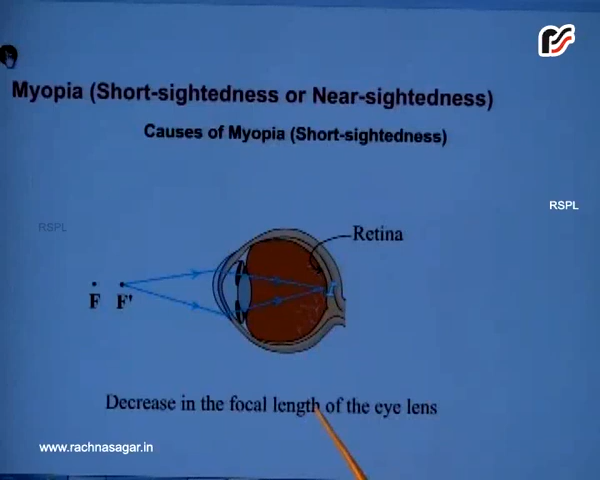 Myopia (Short-sightedness or Near-sightedness)
Causes of Myopia (Short-sightedness)
RSPL
RSPL
Retina
F F'
I
Decrease in the focal length of the eye lens
www.rachnasagar.in